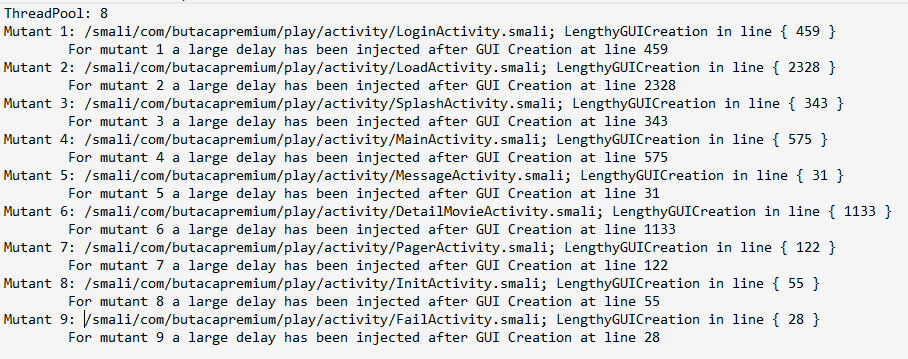 ThreadPool: 8
Mutant 1: /smali/com/butacapremium/play/activity/LoginActivity.smali; LengthyGUICreation in line { 459 }
For mutant 1 a large delay has been injected after GUI Creation at line 459
Mutant 2: /smali/com/butacapremium/play/activity/LoadActivity.smali; LengthyGUICreation in line { 2328 }
For mutant 2 a large delay has been injected after GUI Creation at line 2328
Mutant 3: /smali/com/butacapremium/play/activity/SplashActivity.smali; LengthyGUICreation in line { 343 }
For mutant 3 a large delay has been injected after GUI Creation at line 343
Mutant 4: /smali/com/butacapremium/play/activity/MainActivity.smali; LengthyGUICreation in line { 575 }
For mutant 4 a large delay has been injected after GUI Creation at line 575
Mutant 5: /smali/com/butacapremium/play/activity/MessageActivity.smali; LengthyGUICreation in line { 31 }
For mutant 5 a large delay has been injected after GUI Creation at line 31
Mutant 6: /smali/com/butacapremium/play/activity/DetailMovieActivity.smali; LengthyGUICreation in line { 1133 }
For mutant 6 a large delay has been injected after GUI Creation at line 1133
Mutant 7: /smali/com/butacapremium/play/activity/PagerActivity.smali; LengthyGUICreation in line { 122 }
For mutant 7 a large delay has been injected after GUI Creation at line 122
Mutant 8: /smali/com/butacapremium/play/activity/InitActivity.smali; LengthyGUICreation in line { 55 }
For mutant 8 a large delay has been injected after GUI Creation at line 55
Mutant 9: /smali/com/butacapremium/play/activity/FailActivity.smali; LengthyGUICreation in line { 28 }
For mutant 9 a large delay has been injected after GUI Creation at line 28